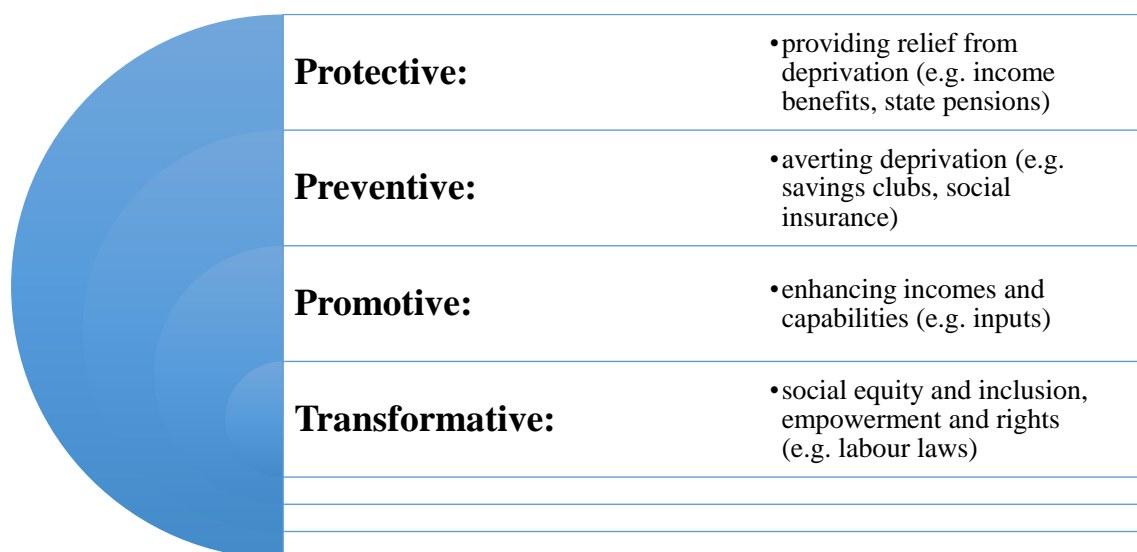 Protective:
•providing relief from
deprivation (e.g. income
benefits, state pensions)
Preventive:
•averting deprivation (e.g.
savings clubs, social
insurance)
Promotive:
•enhancing incomes and
capabilities (e.g. inputs)
Transformative:
•social equity and inclusion,
empowerment and rights
(e.g. labour laws)